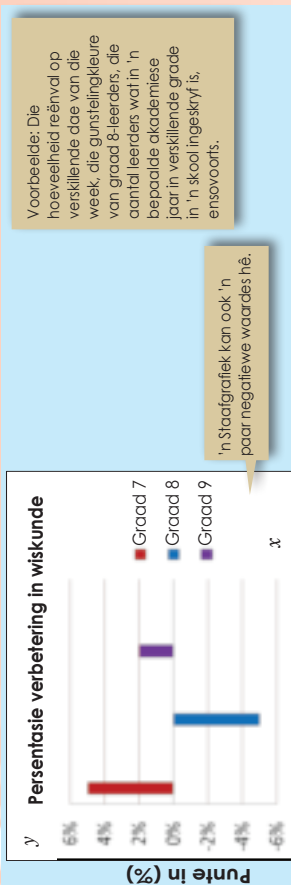 y
Persentasie verbetering in wiskunde
Punte in (%)
6%
4%
2%
0%
-2%
-4%
-6%
Graad 7
Graad 8
Graad 9
x
'n Staafgrafiek kan ook 'n
paar negatiewe waardes hê.
Voorbeelde: Die
hoeveelheid reënval op
verskillende dae van die
week, die gunstelingkleure
van graad 8-leerders, die
aantal leerders wat in 'n
bepaalde akademiese
jaar in verskillende grade
in 'n skool ingeskryf is,
ensovoorts.